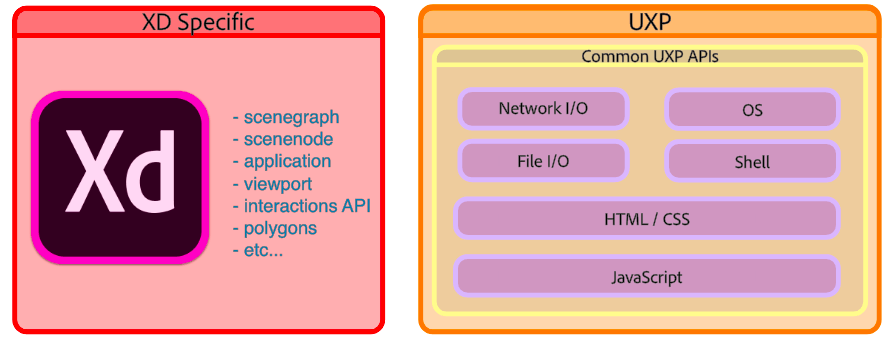 XD Specific
Xd
- scenegraph
- scenenode
- application
- viewport
- interactions API
- polygons
- etc...
UXP
Common UXP APIs
Network I/O
OS
File I/O
Shell
HTML / CSS
JavaScript